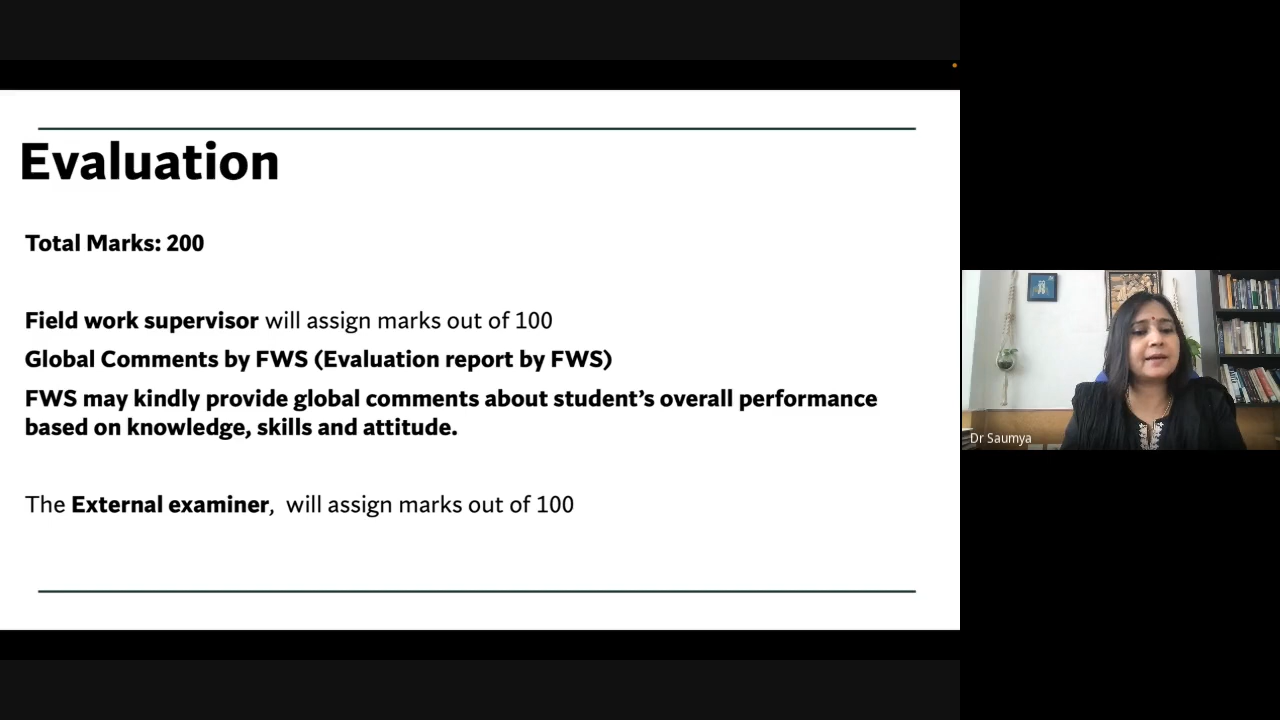 Evaluation
Total Marks: 200
Field work supervisor will assign marks out of 100
Global Comments by FWS (Evaluation report by FWS)
FWS may kindly provide global comments about student’s overall performance
based on knowledge, skills and attitude.
The External examiner,  will assign marks out of 100
Dr Saumya